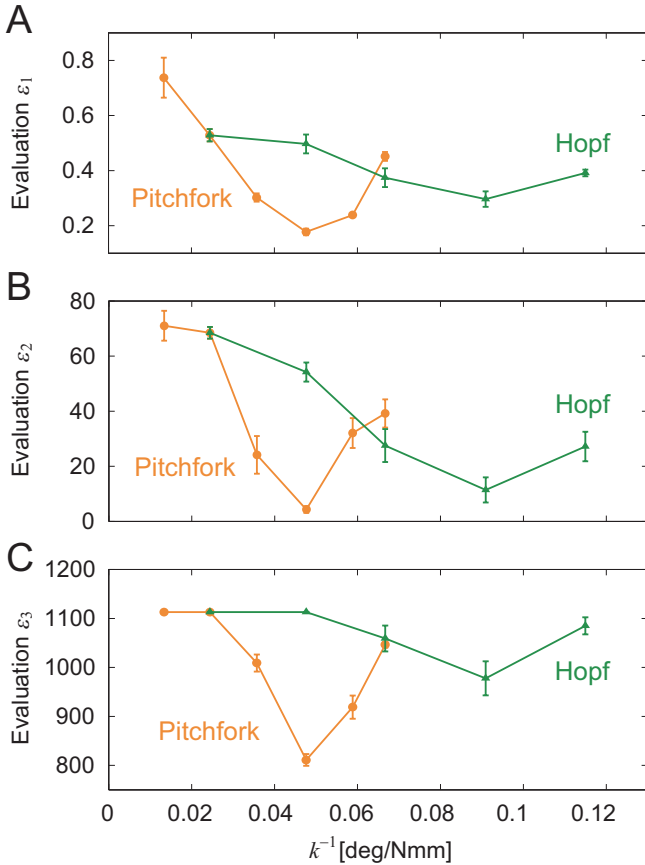 A
Evaluation ε1
0.8
0.6
0.4
0.2
Pitchfork
Hopf
B
Evaluation ε2
80
60
40
20
0
Pitchfork
Hopf
C
Evaluation ε3
1200
1100
1000
900
800
Pitchfork
Hopf
0 0.02 0.04 0.06 0.08 0.1 0.12
k⁻¹ [deg/Nmm]